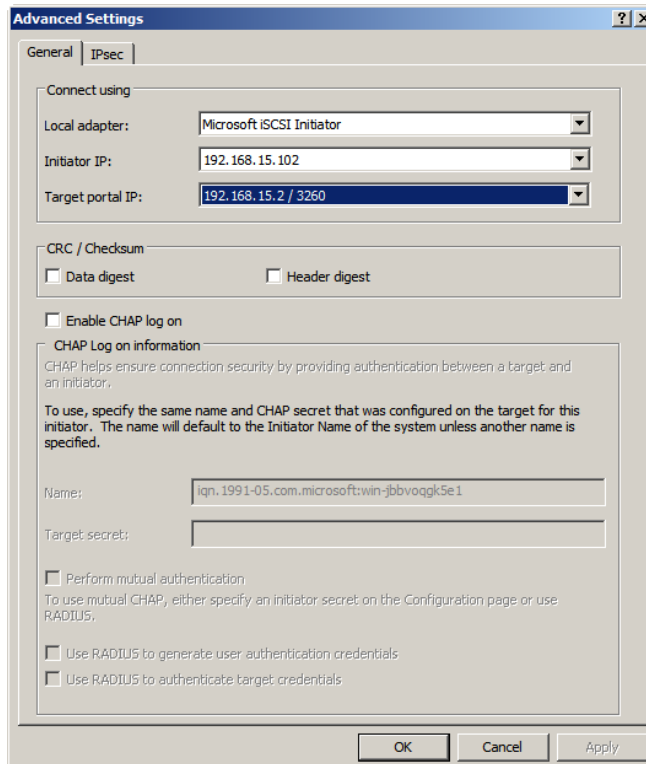 Advanced Settings
General
IPsec
Connect using
Local adapter:
Microsoft iSCSI Initiator
Initiator IP:
192.168.15.102
Target portal IP:
192.168.15.2 / 3260
CRC / Checksum
Data digest
Header digest
Enable CHAP log on
CHAP Log on information
CHAP helps ensure connection security by providing authentication between a target and
an initiator.
To use, specify the same name and CHAP secret that was configured on the target for this
initiator. The name will default to the Initiator Name of the system unless another name is
specified.
Name:
iqn.1991-05.com.microsoft:win-jbbvoqgk5e1
Target secret:
Perform mutual authentication
To use mutual CHAP, either specify an initiator secret on the Configuration page or use
RADIUS.
Use RADIUS to generate user authentication credentials
Use RADIUS to authenticate target credentials
OK
Cancel
Apply